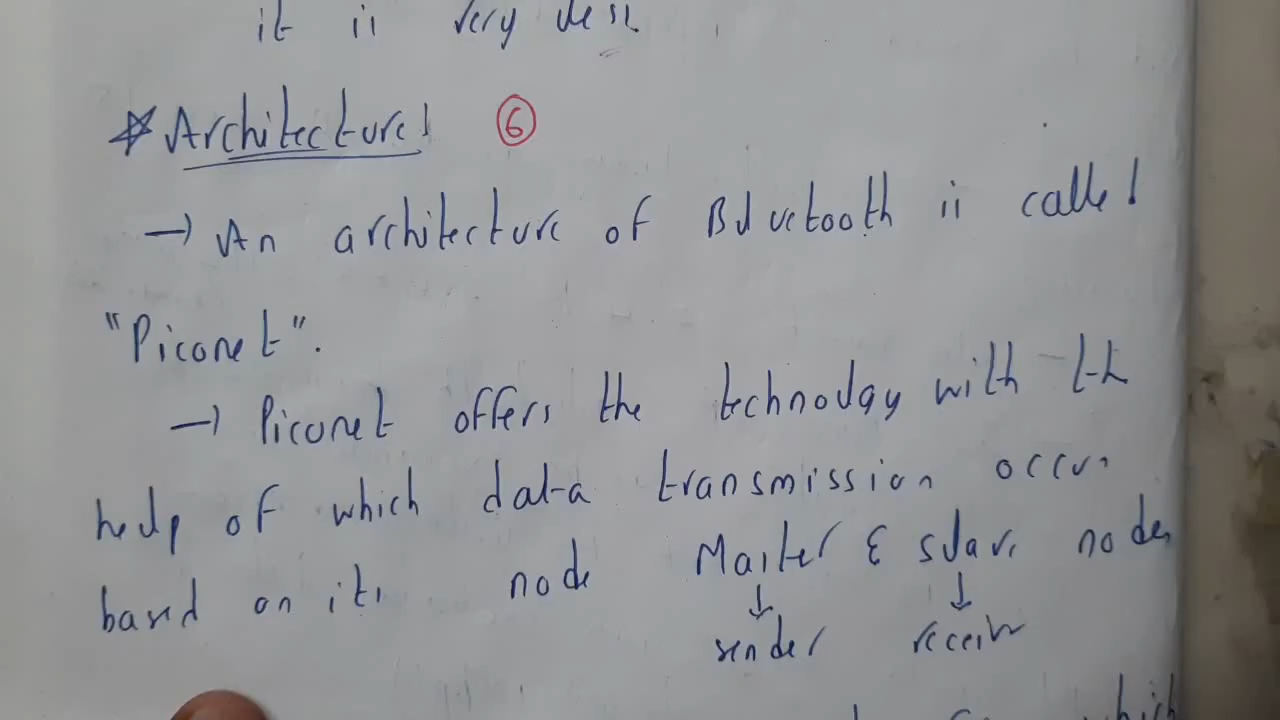 it is very
* Architecture! ⑥
→ An architecture of Bluetooth is called
"Piconet".
→ Piconet offers the technology with the
help of which data transmission occurs
based on its node Master & slave nodes
↓ ↓
sender receiver
which